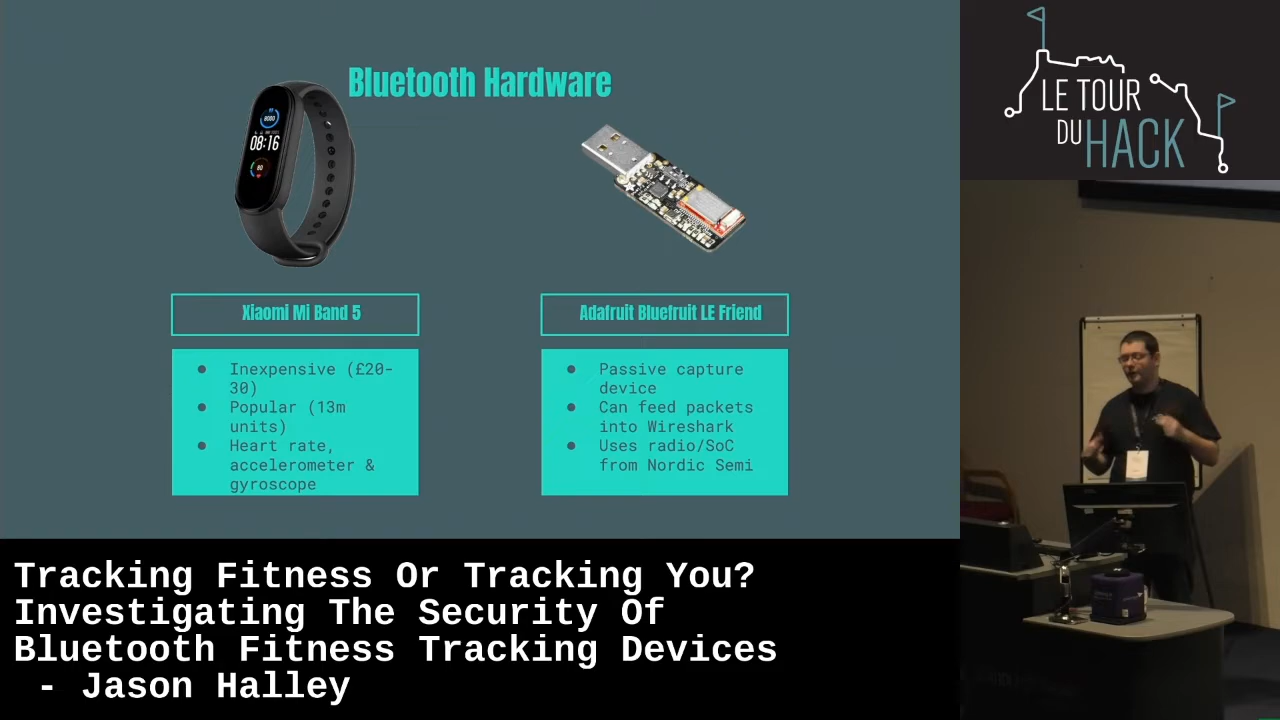 Bluetooth Hardware
08:16
Xiaomi Mi Band 5
Inexpensive (£20-
30)
Popular (13m
units)
Heart rate,
accelerometer &
gyroscope
Adafruit Bluefruit LE Friend
Passive capture
device
Can feed packets
into Wireshark
Uses radio/SoC
from Nordic Semi
LE TOUR
DU HACK
Tracking Fitness Or Tracking You?
Investigating The Security Of
Bluetooth Fitness Tracking Devices
- Jason Halley